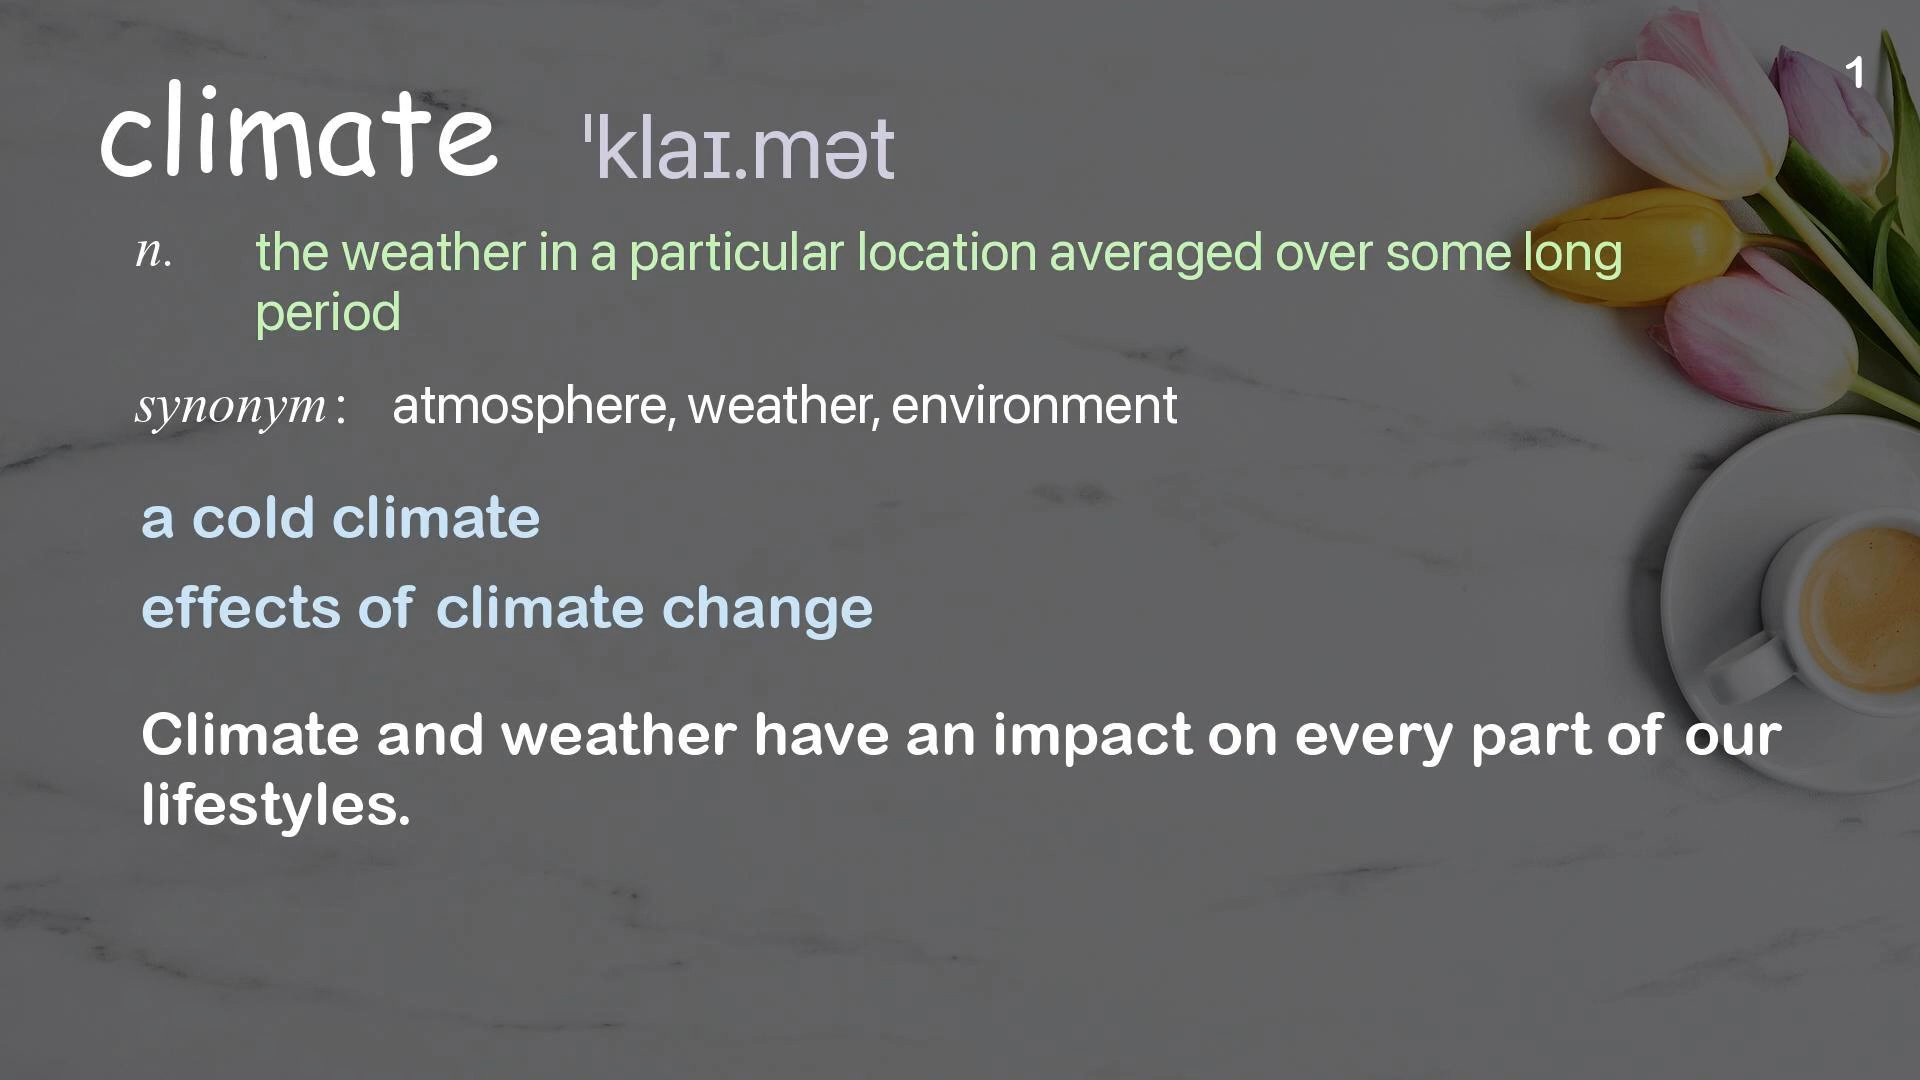 1
climate ˈklaɪ.mət
n. the weather in a particular location averaged over some long
period
synonym: atmosphere, weather, environment
a cold climate
effects of climate change
Climate and weather have an impact on every part of our
lifestyles.